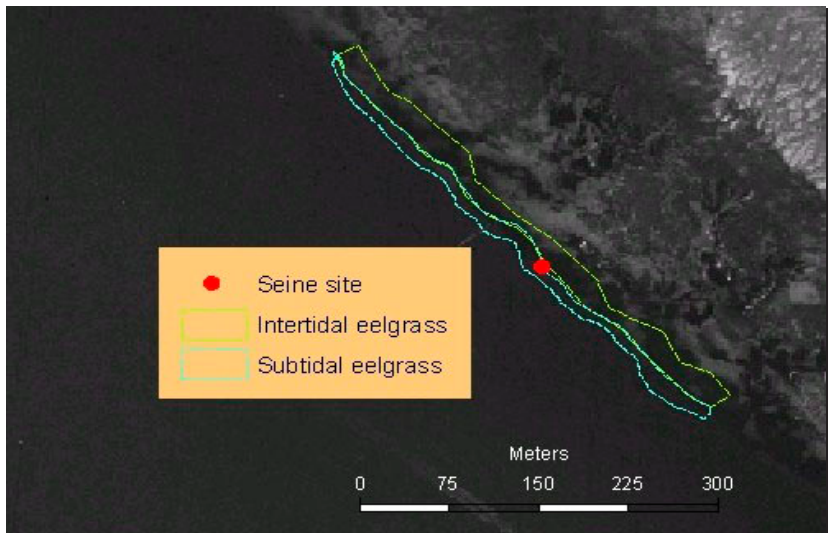 Seine site
Intertidal eelgrass
Subtidal eelgrass
Meters
0 75 150 225 300